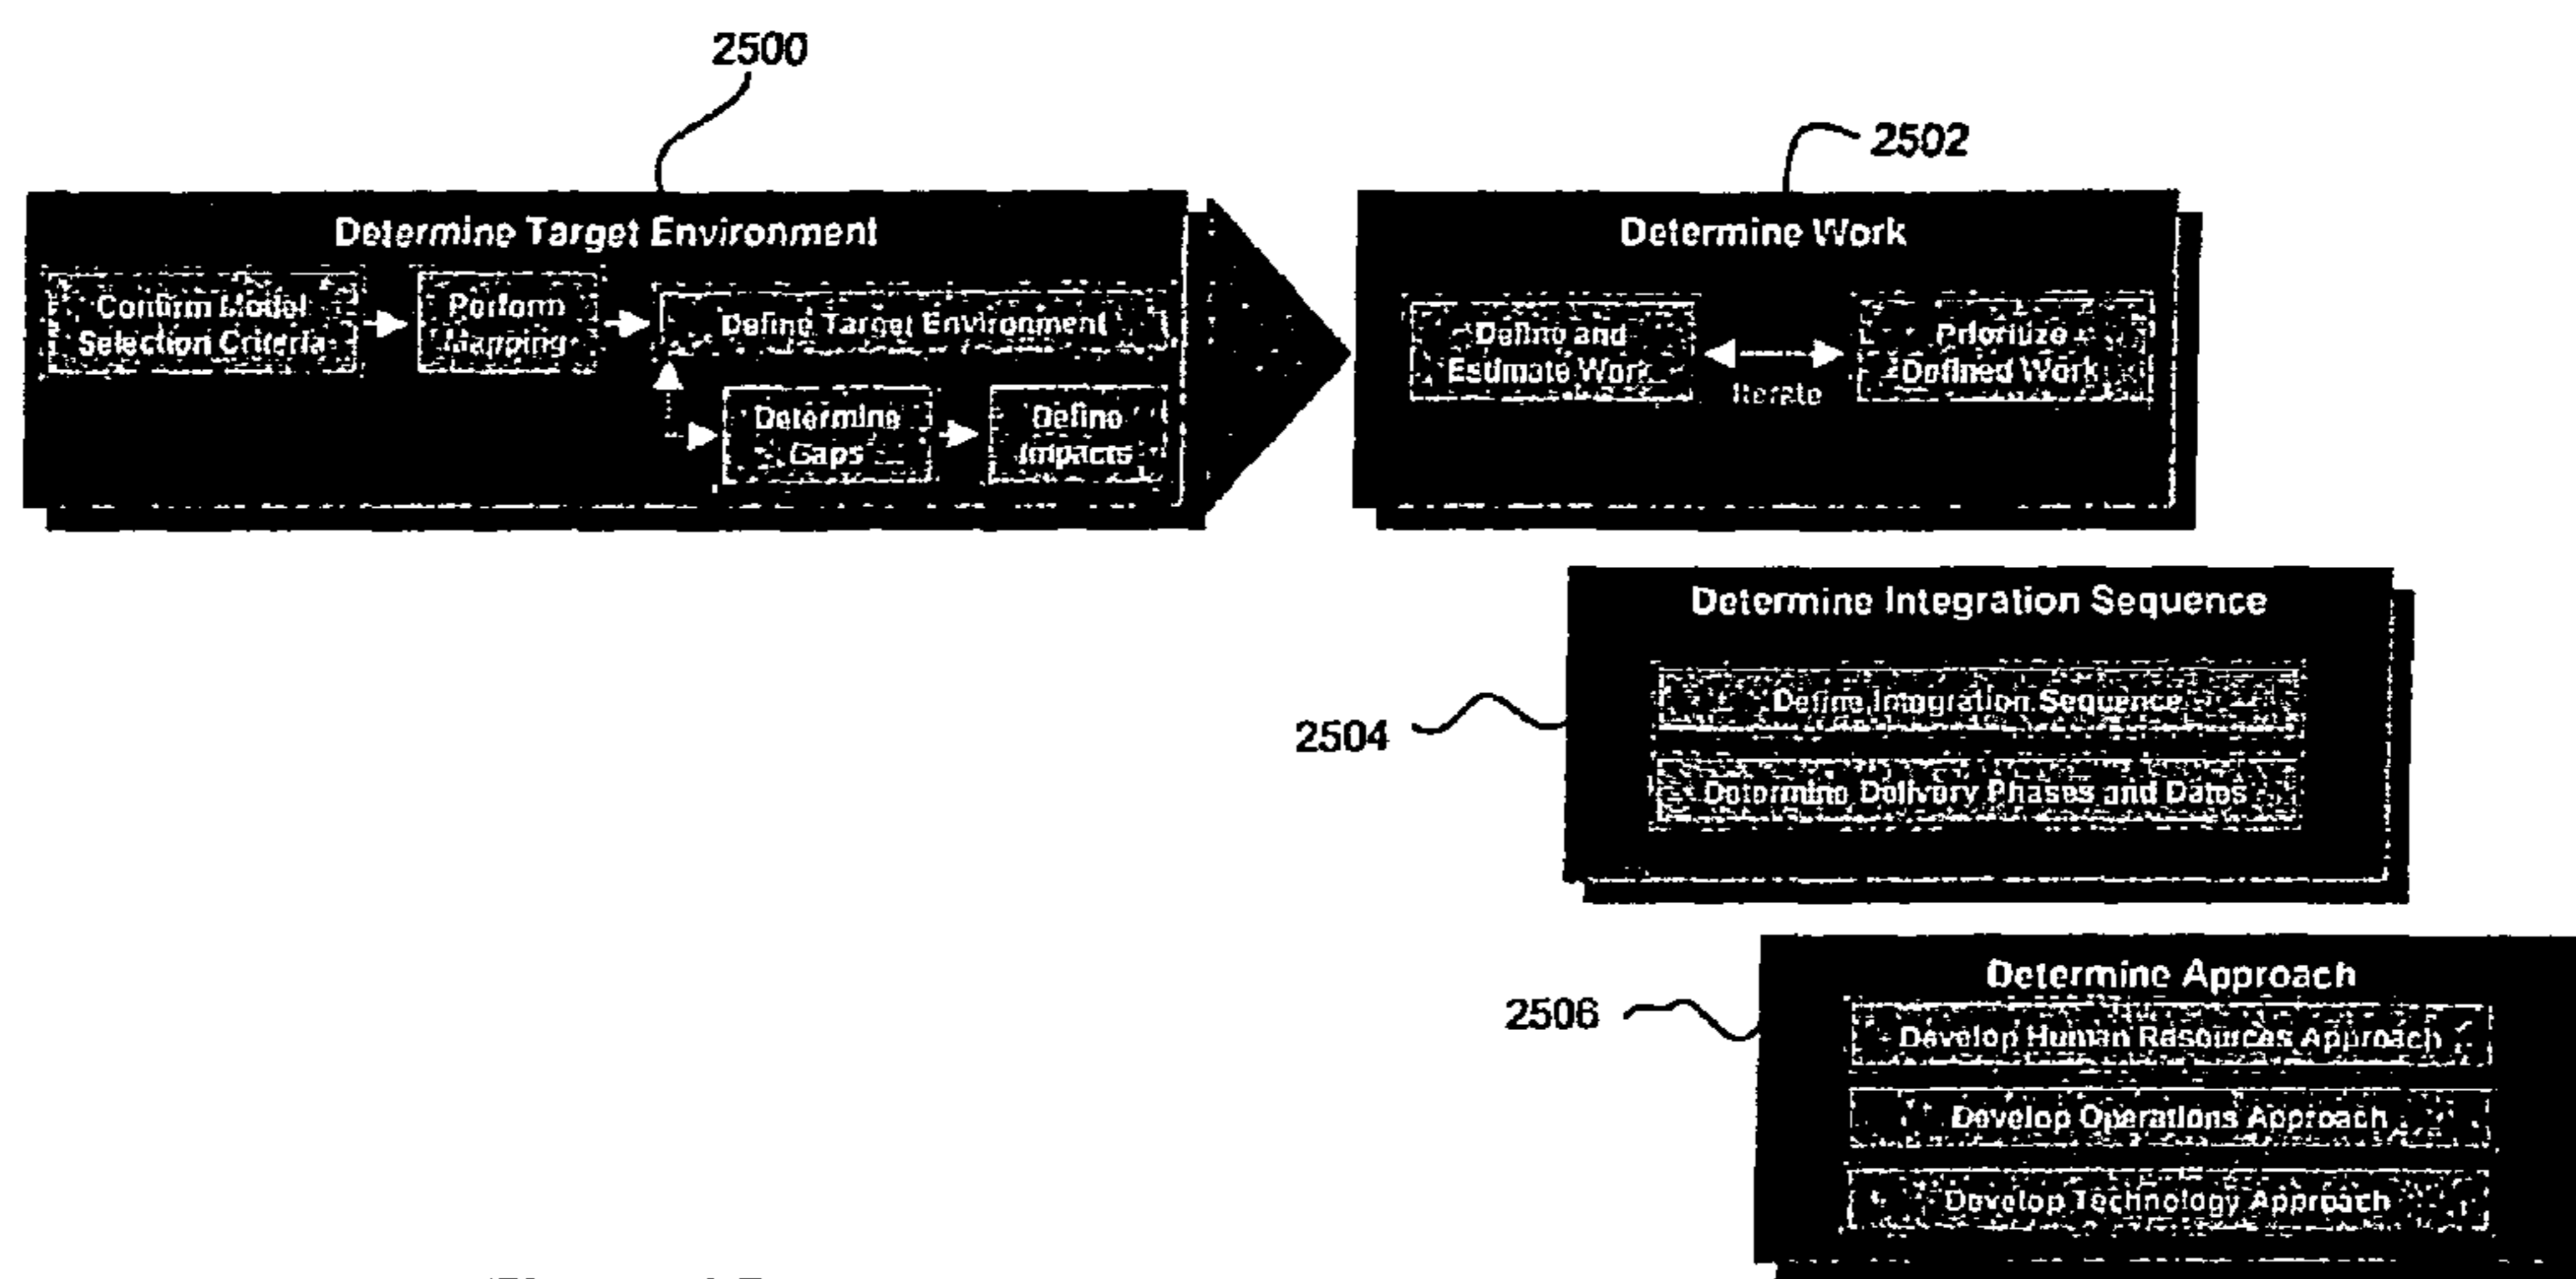 2500
2502
Determine Target Environment
Confirm Model
Selection Criteria
Perform
Mapping
Define Target Environment
Determine
Gaps
Define
Impacts
Determine Work
Define and
Estimate Work
Iterate
Prioritize
Defined Work
Determine Integration Sequence
2504
Define Integration Sequence
Determine Delivery Phases and Dates
Determine Approach
2506
Develop Human Resources Approach
Develop Operations Approach
Develop Technology Approach